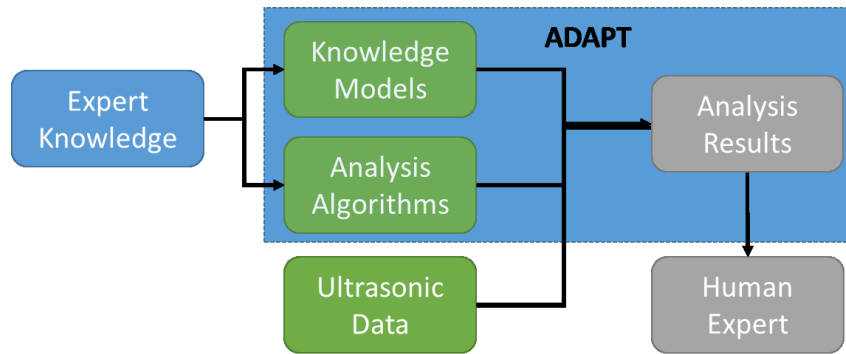 ADAPT
Expert
Knowledge
Knowledge
Models
Analysis
Algorithms
Ultrasonic
Data
Analysis
Results
Human
Expert